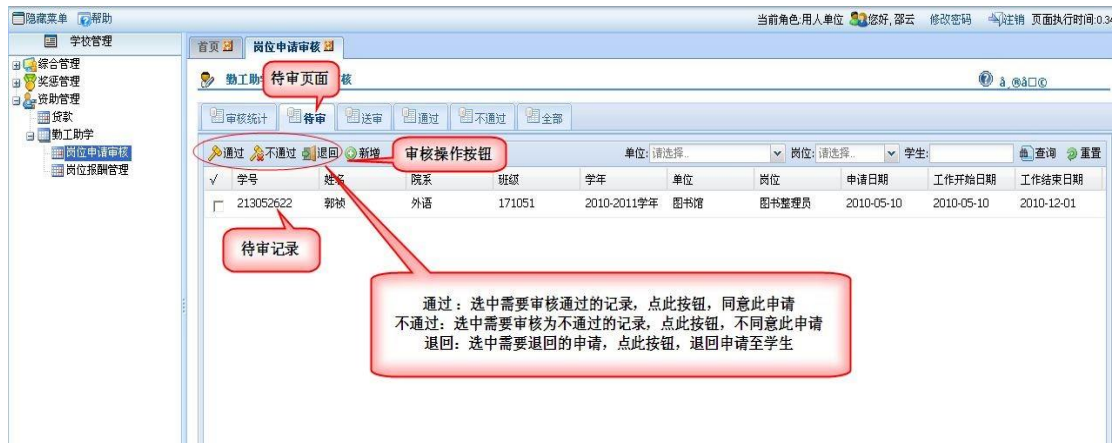 隐藏菜单 帮助 当前角色:用人单位 您好,邵云 修改密码 注销 页面执行时间:0.34
学校管理
综合管理
奖惩管理
资助管理
贷款
勤工助学
岗位申请审核
岗位报酬管理
首页 岗位申请审核
勤工助 核
待审页面
审核统计 待审 送审 通过 不通过 全部
通过 不通过 退回 新增 审核操作按钮 单位: 请选择.. 岗位: 请选择.. 学生: 查询 重置
√ 学号 姓名 院系 班级 学年 单位 岗位 申请日期 工作开始日期 工作结束日期
213052622 郭祯 外语 171051 2010-2011学年 图书馆 图书整理员 2010-05-10 2010-05-10 2010-12-01
待审记录
通过：选中需要审核通过的记录，点此按钮，同意此申请
不通过：选中需要审核为不通过的记录，点此按钮，不同意此申请
退回：选中需要退回的申请，点此按钮，退回申请至学生